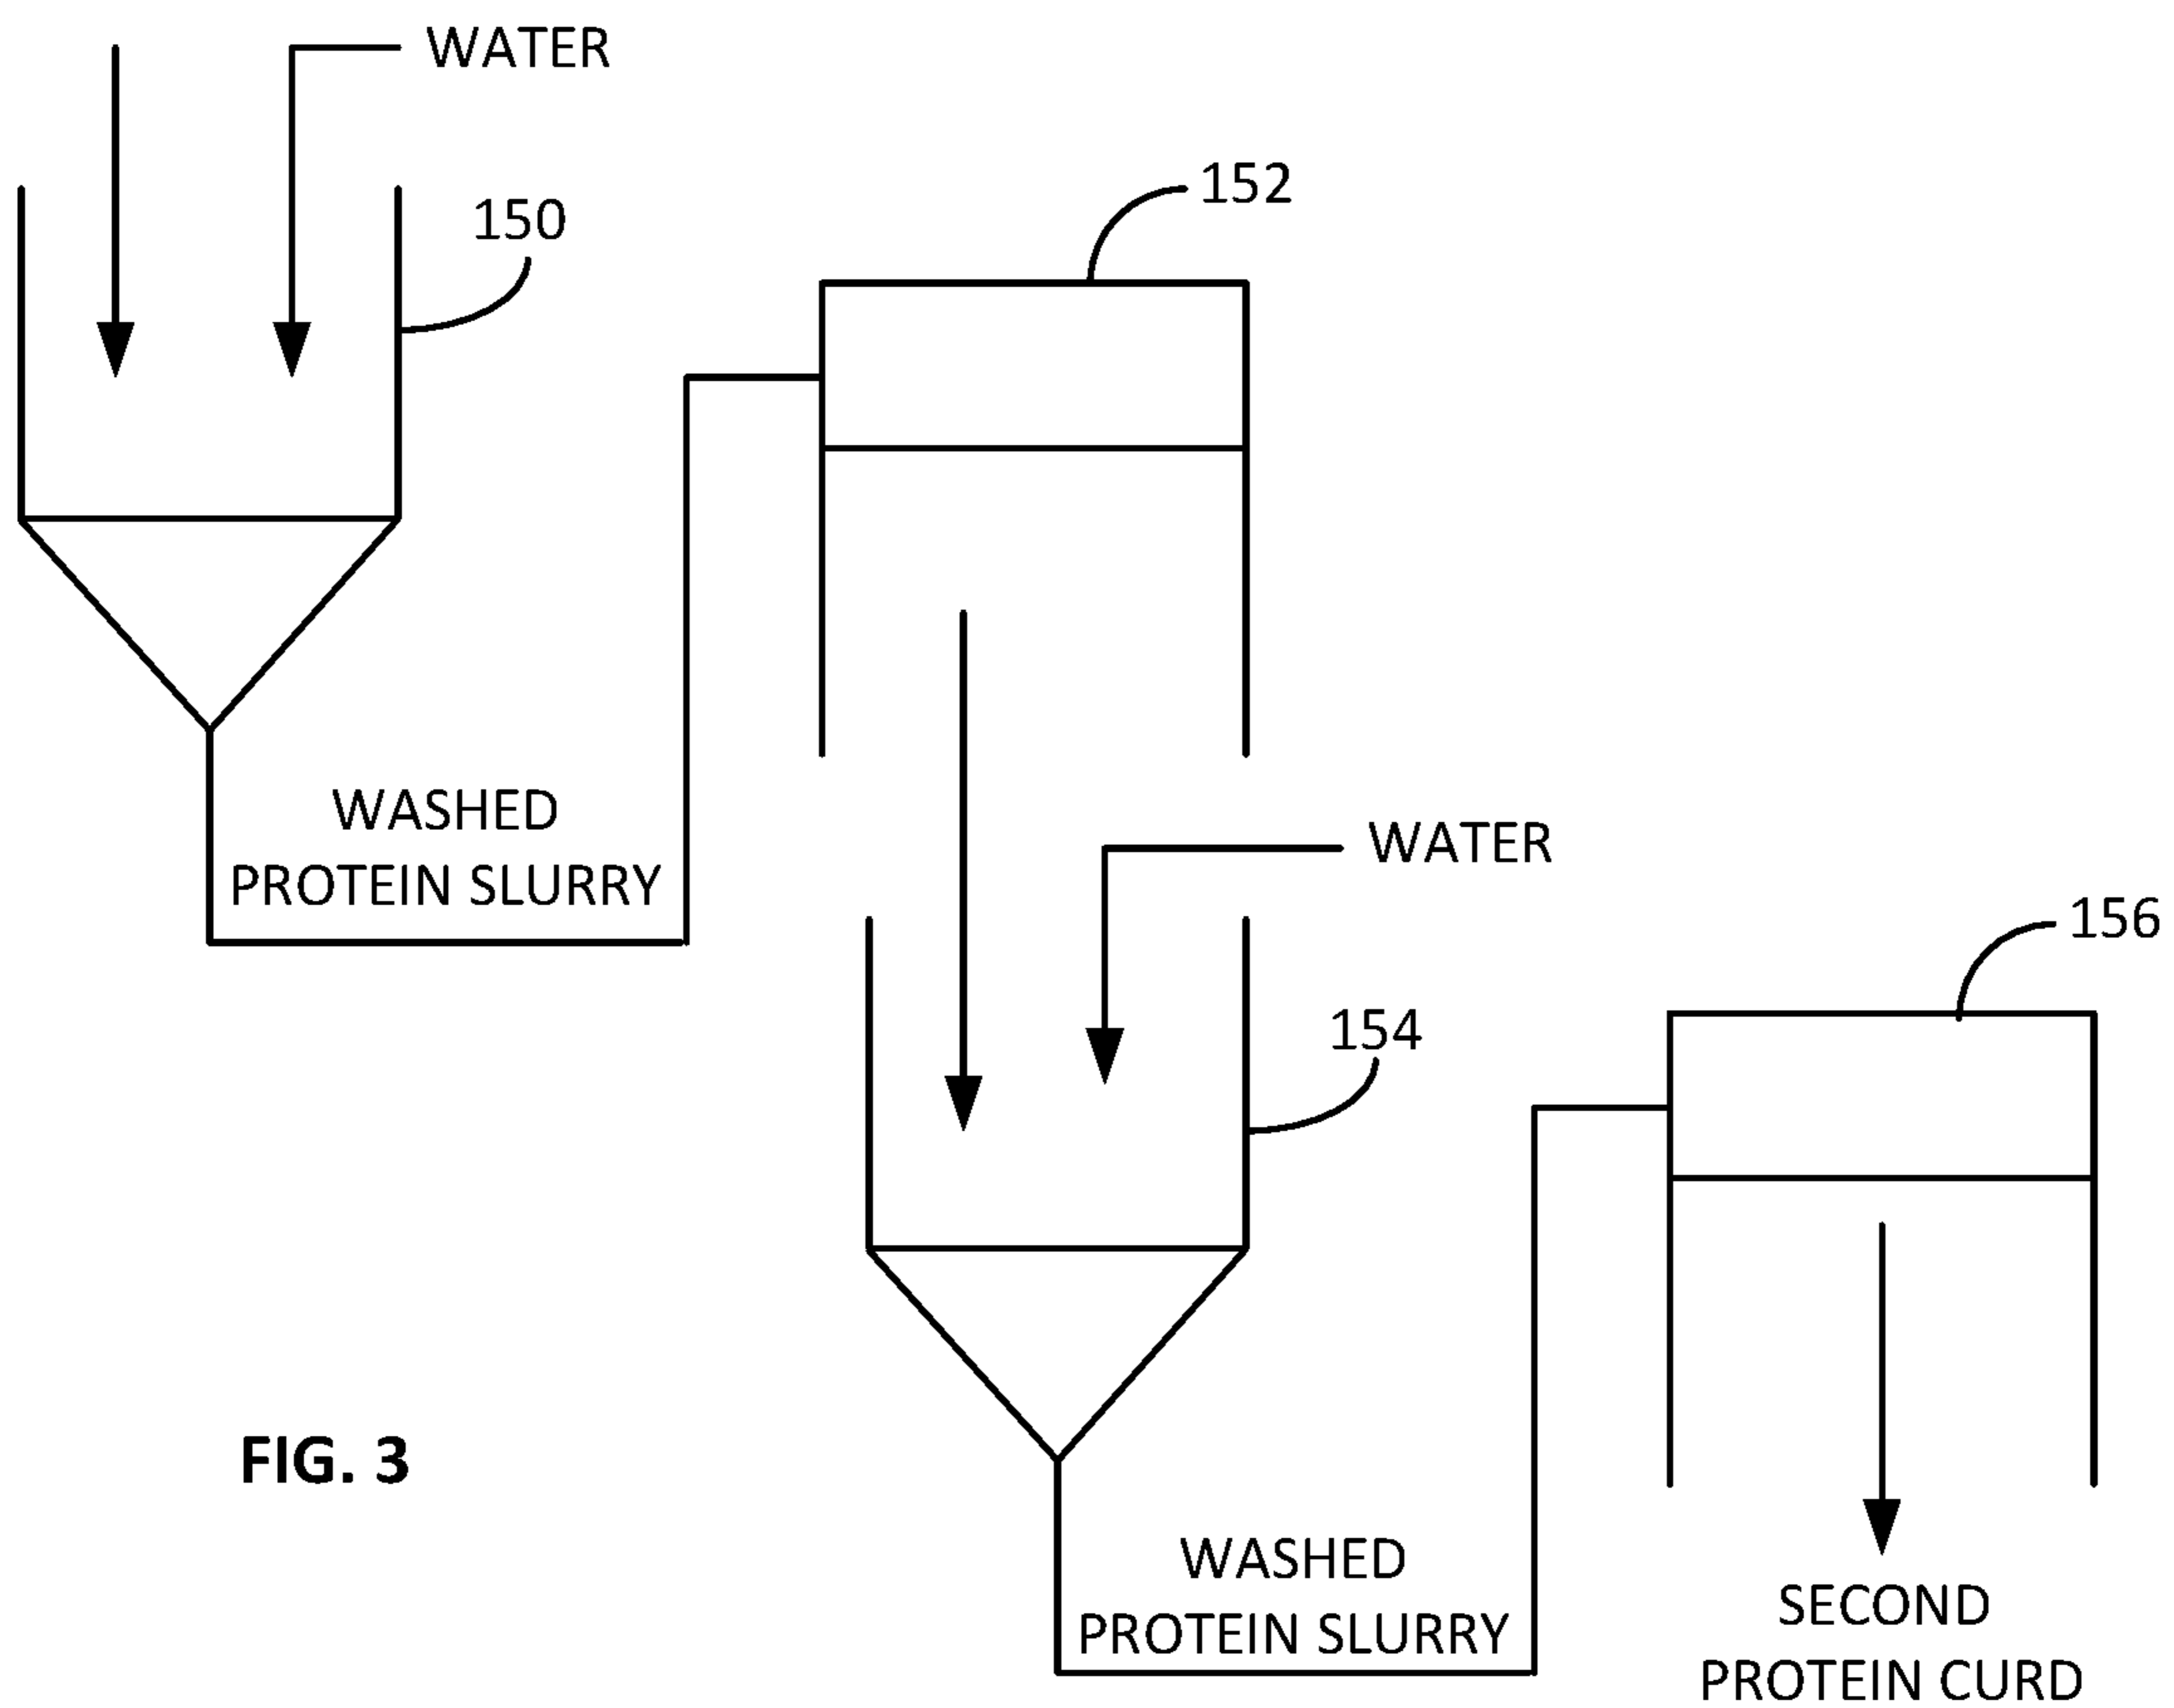 WATER
150
152
WASHED
PROTEIN SLURRY
WATER
154
156
FIG. 3
WASHED
PROTEIN SLURRY
SECOND
PROTEIN CURD